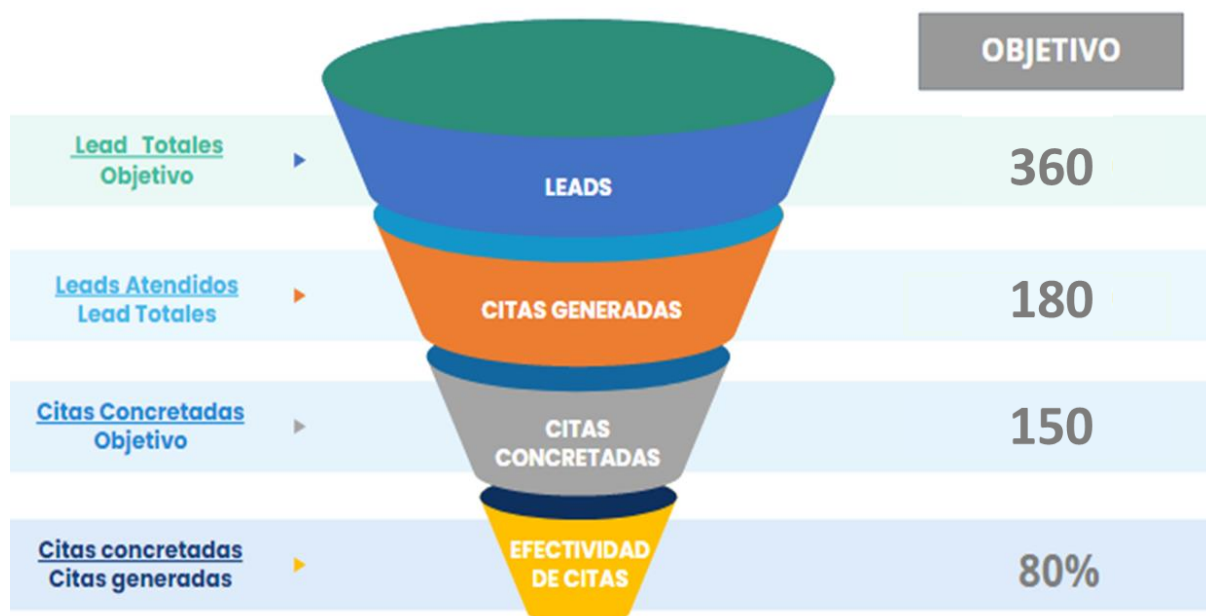 OBJETIVO
Lead Totales
Objetivo
LEADS
360
Leads Atendidos
Lead Totales
CITAS GENERADAS
180
Citas Concretadas
Objetivo
CITAS
CONCRETADAS
150
Citas concretadas
Citas generadas
EFECTIVIDAD
DE CITAS
80%